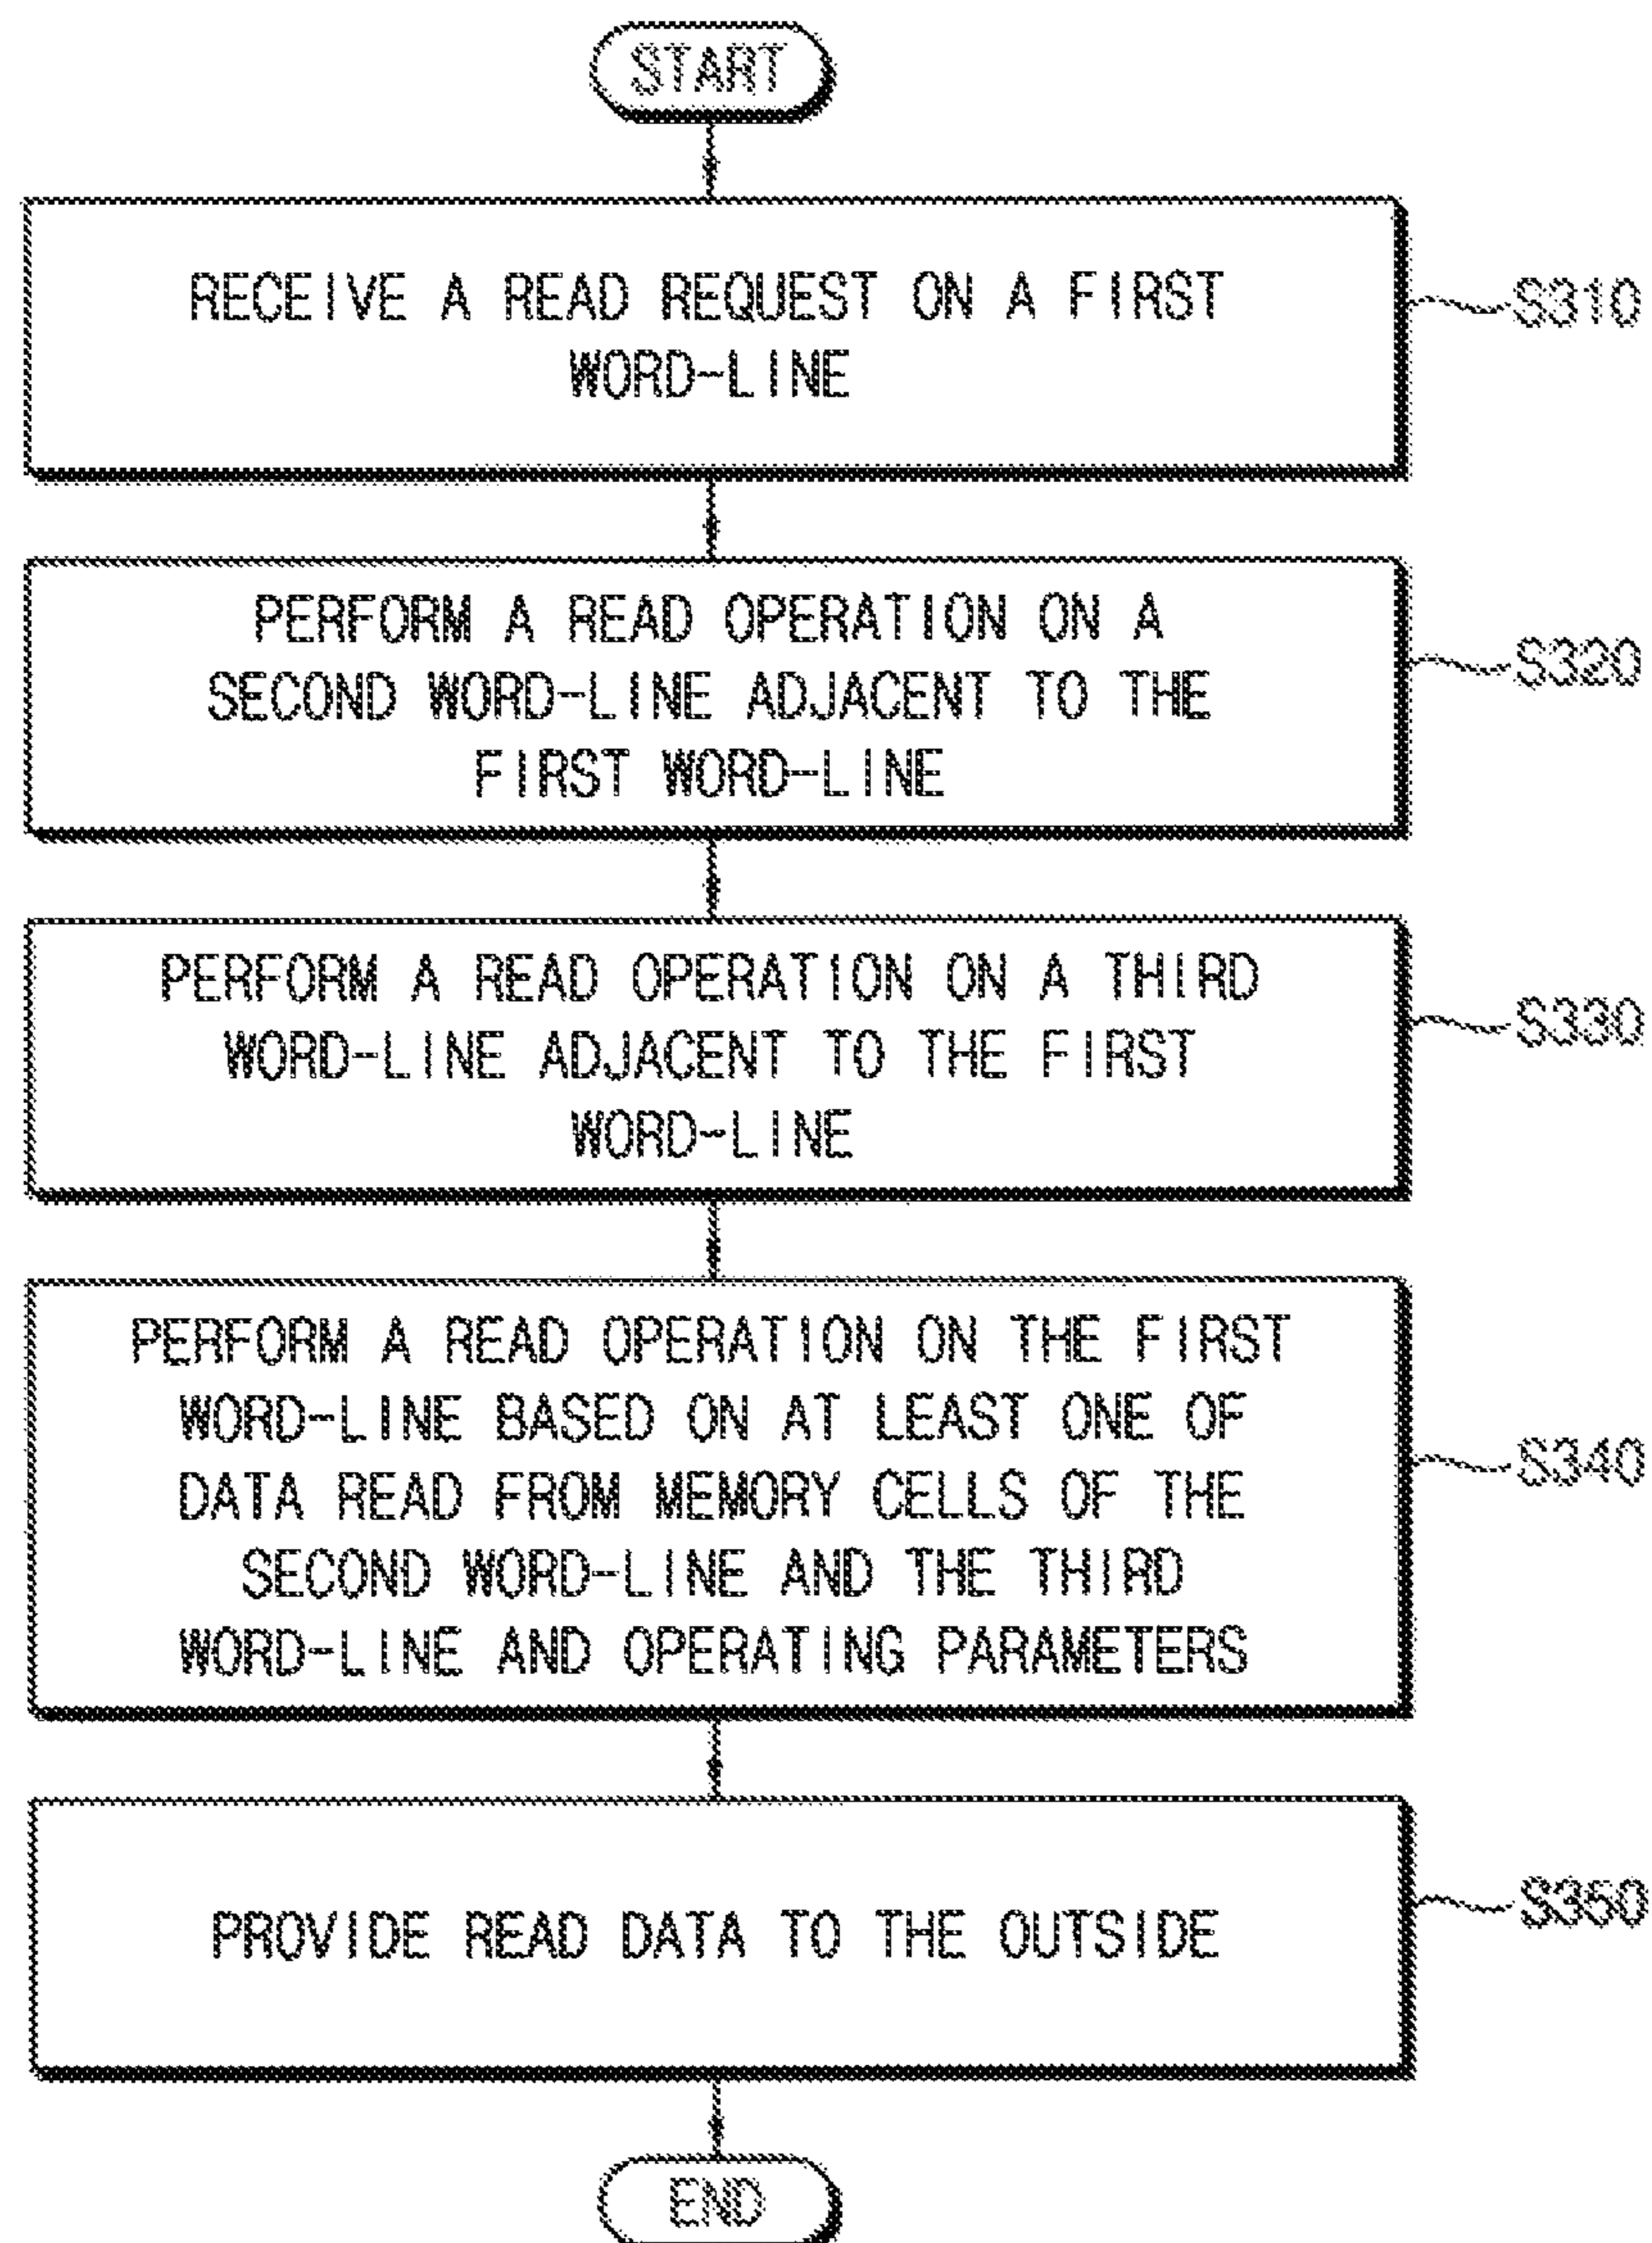 START
RECEIVE A READ REQUEST ON A FIRST
WORD-LINE
S310
PERFORM A READ OPERATION ON A
SECOND WORD-LINE ADJACENT TO THE
FIRST WORD-LINE
S320
PERFORM A READ OPERATION ON A THIRD
WORD-LINE ADJACENT TO THE FIRST
WORD-LINE
S330
PERFORM A READ OPERATION ON THE FIRST
WORD-LINE BASED ON AT LEAST ONE OF
DATA READ FROM MEMORY CELLS OF THE
SECOND WORD-LINE AND THE THIRD
WORD-LINE AND OPERATING PARAMETERS
S340
PROVIDE READ DATA TO THE OUTSIDE
S350
END